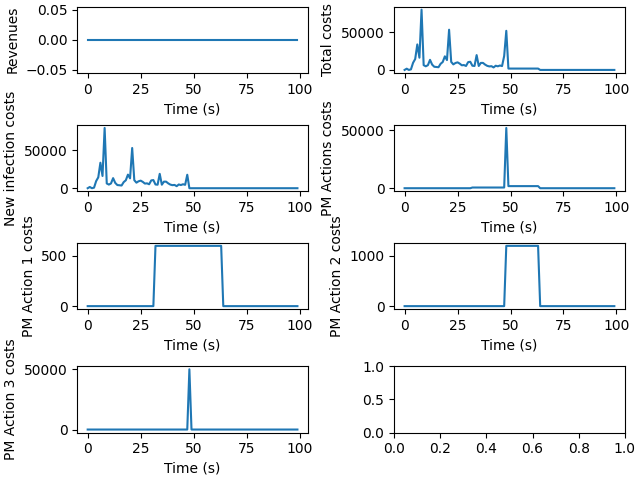 Revenues
0.05
0.00
−0.05
0 25 50 75 100
Time (s)
Total costs
50000
0
0 25 50 75 100
Time (s)
New infection costs
50000
0
0 25 50 75 100
Time (s)
PM Actions costs
50000
0
0 25 50 75 100
Time (s)
PM Action 1 costs
500
0
0 25 50 75 100
Time (s)
PM Action 2 costs
1000
0
0 25 50 75 100
Time (s)
PM Action 3 costs
50000
0
0 25 50 75 100
Time (s)
1.0
0.5
0.0
0.0 0.2 0.4 0.6 0.8 1.0